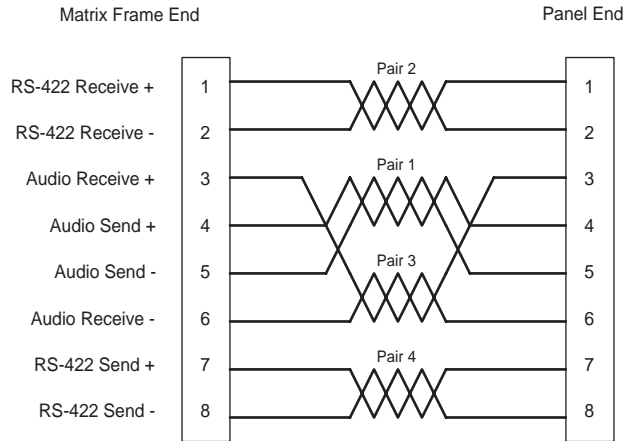 Matrix Frame End
Panel End
Pair 2
RS-422 Receive + 1 1
RS-422 Receive - 2 2
Pair 1
Audio Receive + 3 3
Audio Send + 4 4
Audio Send - 5 5
Pair 3
Audio Receive - 6 6
Pair 4
RS-422 Send + 7 7
RS-422 Send - 8 8